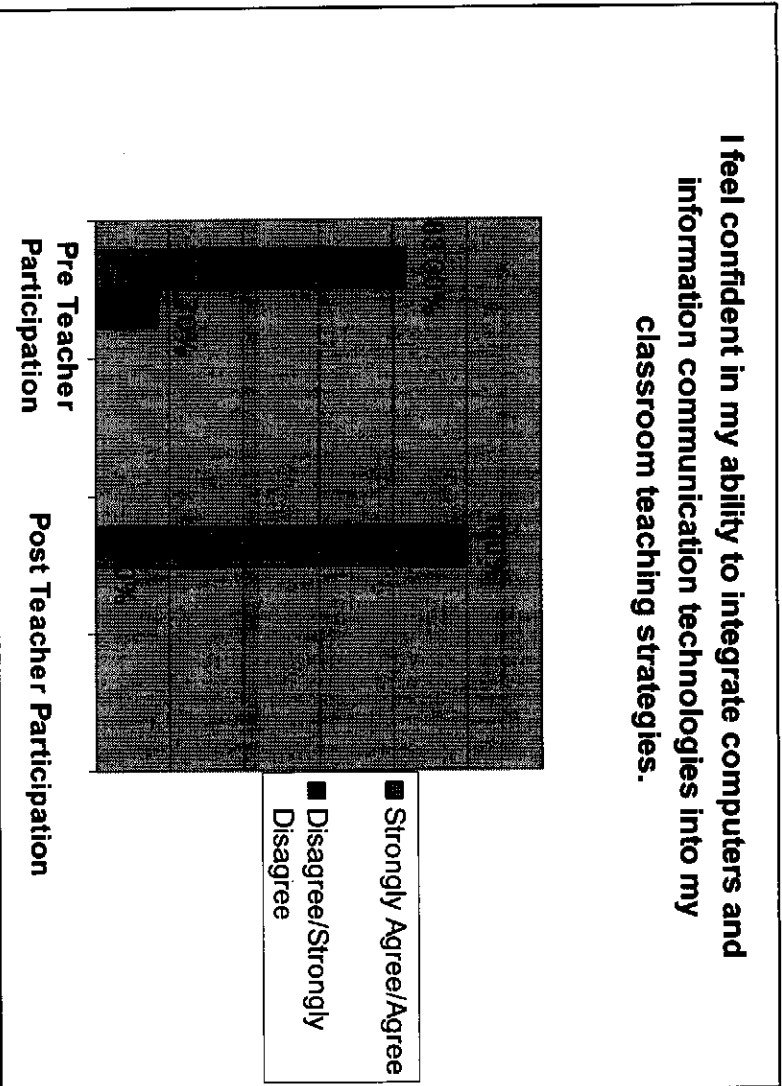 I feel confident in my ability to integrate computers and
information communication technologies into my
classroom teaching strategies.
Pre Teacher
Participation
Post Teacher Participation
Strongly Agree/Agree
Disagree/Strongly
Disagree